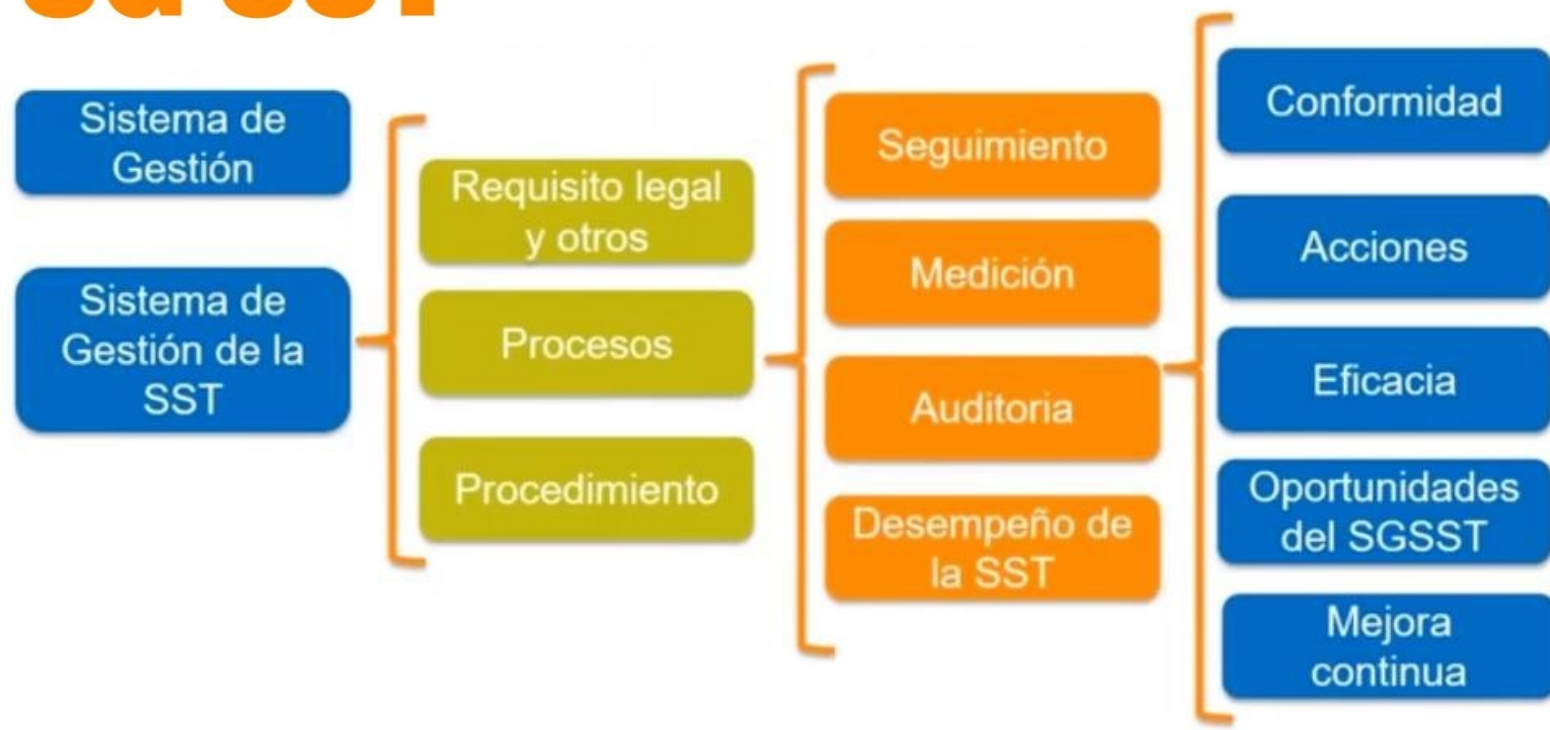 Sistema de
Gestión
Sistema de
Gestión de la
SST
Requisito legal
y otros
Procesos
Procedimiento
Seguimiento
Medición
Auditoria
Desempeño de
la SST
Conformidad
Acciones
Eficacia
Oportunidades
del SGSST
Mejora
continua